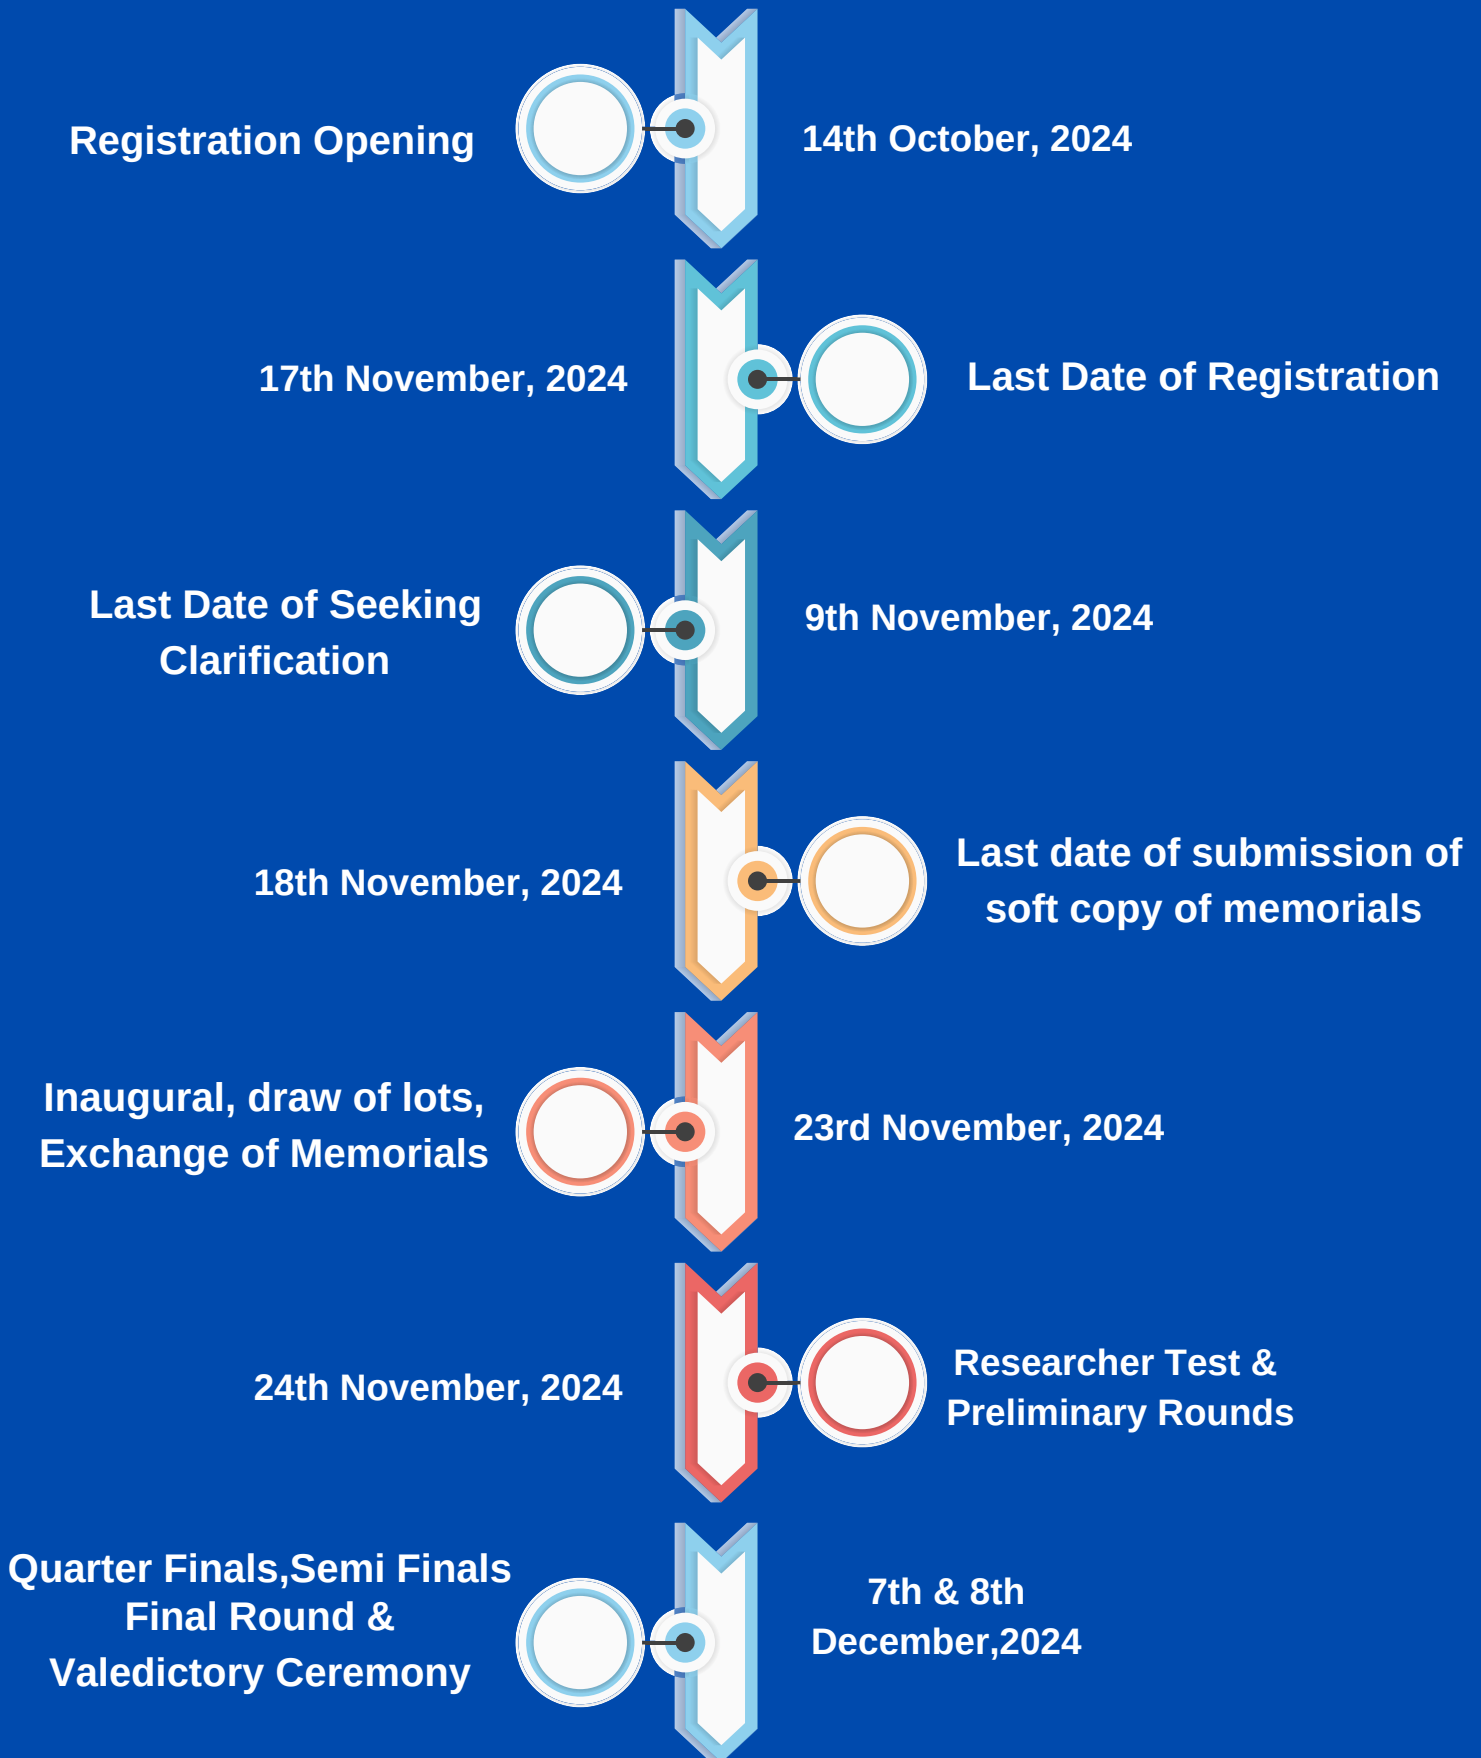 Registration Opening
14th October, 2024
17th November, 2024
Last Date of Registration
Last Date of Seeking
Clarification
9th November, 2024
18th November, 2024
Last date of submission of
soft copy of memorials
Inaugural, draw of lots,
Exchange of Memorials
23rd November, 2024
24th November, 2024
Researcher Test &
Preliminary Rounds
Quarter Finals,Semi Finals
Final Round &
Valedictory Ceremony
7th & 8th
December,2024